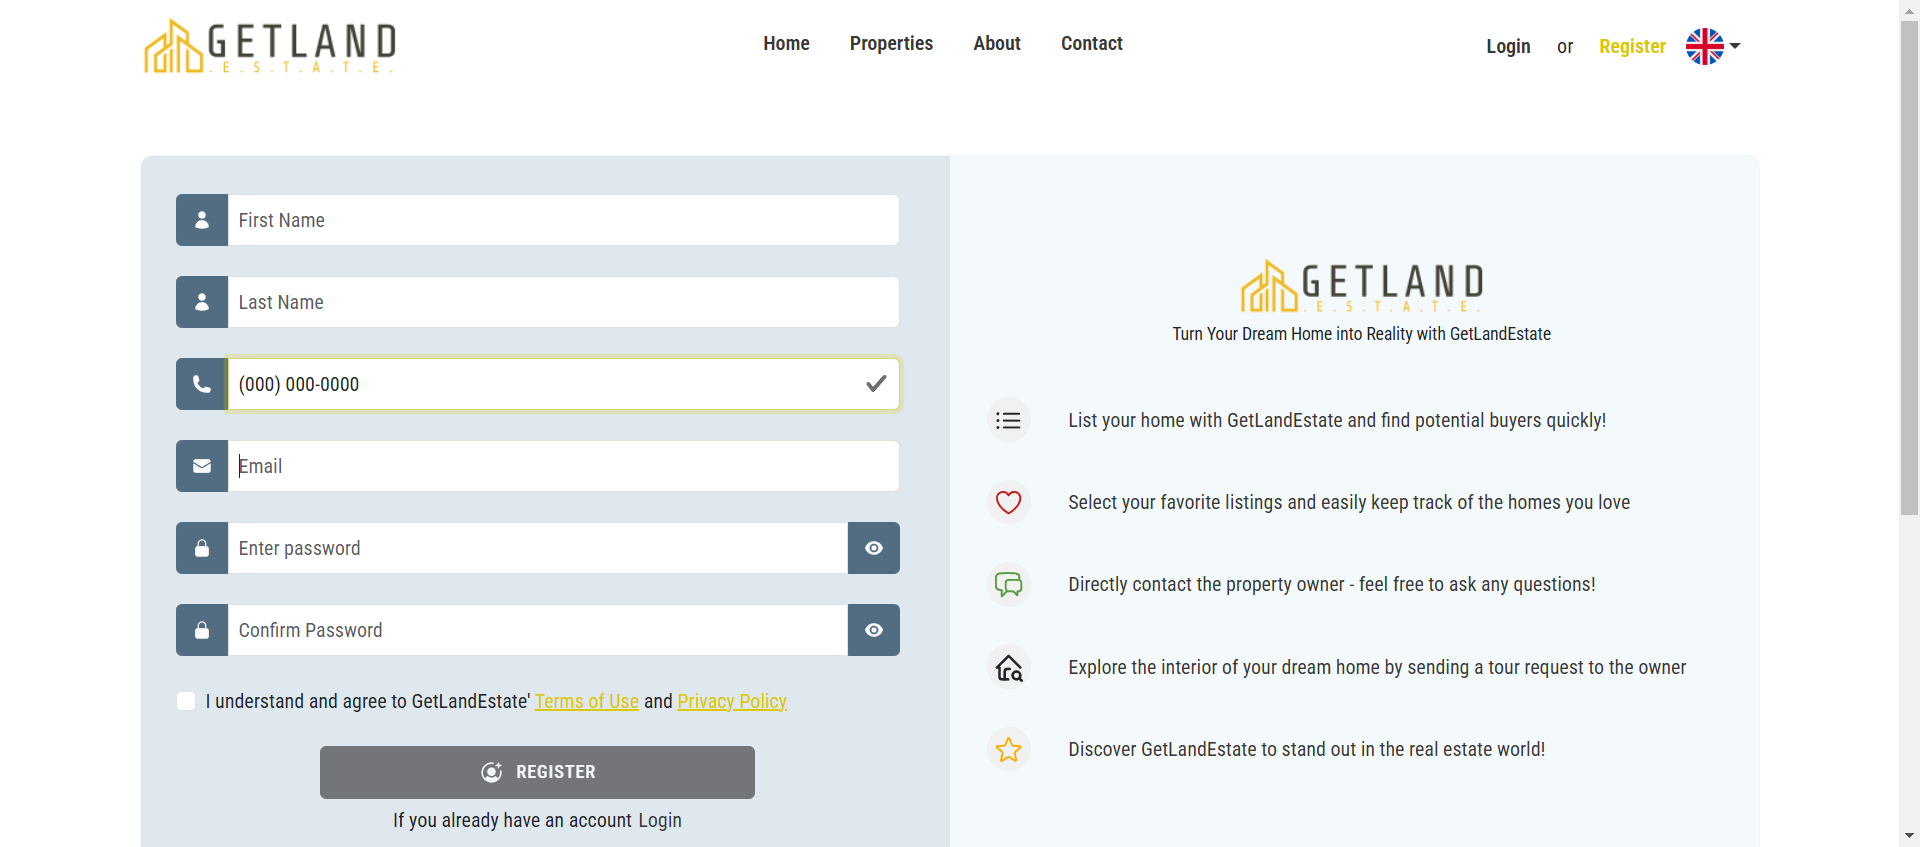 GETLAND
.E.S.T.A.T.E.
Home Properties About Contact
Login or Register
First Name
Last Name
(000) 000-0000
Email
Enter password
Confirm Password
I understand and agree to GetLandEstate' Terms of Use and Privacy Policy
REGISTER
If you already have an account Login
GETLAND
.E.S.T.A.T.E.
Turn Your Dream Home into Reality with GetLandEstate
List your home with GetLandEstate and find potential buyers quickly!
Select your favorite listings and easily keep track of the homes you love
Directly contact the property owner - feel free to ask any questions!
Explore the interior of your dream home by sending a tour request to the owner
Discover GetLandEstate to stand out in the real estate world!